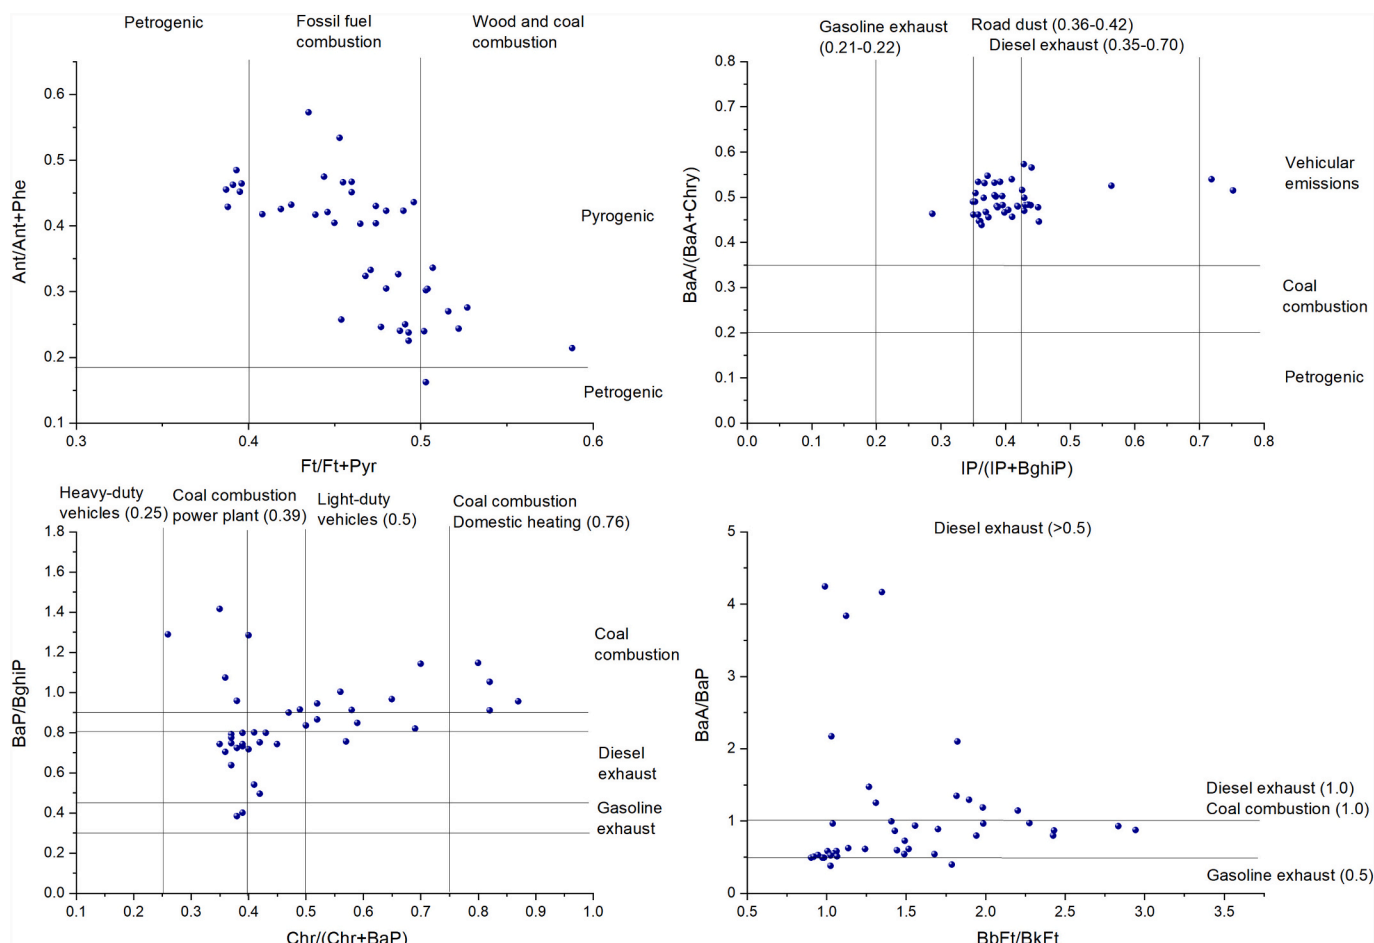 Petrogenic
Fossil fuel
combustion
Wood and coal
combustion
0.6
0.5
0.4
0.3
0.2
0.1
Ant/Ant+Phe
Pyrogenic
Petrogenic
0.3
0.4
0.5
0.6
Ft/Ft+Pyr
Gasoline exhaust
(0.21-0.22)
Road dust (0.36-0.42)
Diesel exhaust (0.35-0.70)
0.8
0.7
0.6
0.5
0.4
0.3
0.2
0.1
0.0
BaA/(BaA+Chry)
Vehicular
emissions
Coal
combustion
Petrogenic
0.0
0.1
0.2
0.3
0.4
0.5
0.6
0.7
0.8
IP/(IP+BghiP)
Heavy-duty
vehicles (0.25)
Coal combustion
power plant (0.39)
Light-duty
vehicles (0.5)
Coal combustion
Domestic heating (0.76)
1.8
1.6
1.4
1.2
1.0
0.8
0.6
0.4
0.2
0.0
BaP/BghiP
Coal
combustion
Diesel
exhaust
Gasoline
exhaust
0.1
0.2
0.3
0.4
0.5
0.6
0.7
0.8
0.9
1.0
Chr/(Chr+BaP)
Diesel exhaust (>0.5)
5
4
3
2
1
0
BaA/BaP
Diesel exhaust (1.0)
Coal combustion (1.0)
Gasoline exhaust (0.5)
0.5
1.0
1.5
2.0
2.5
3.0
3.5
BbFt/BkFt